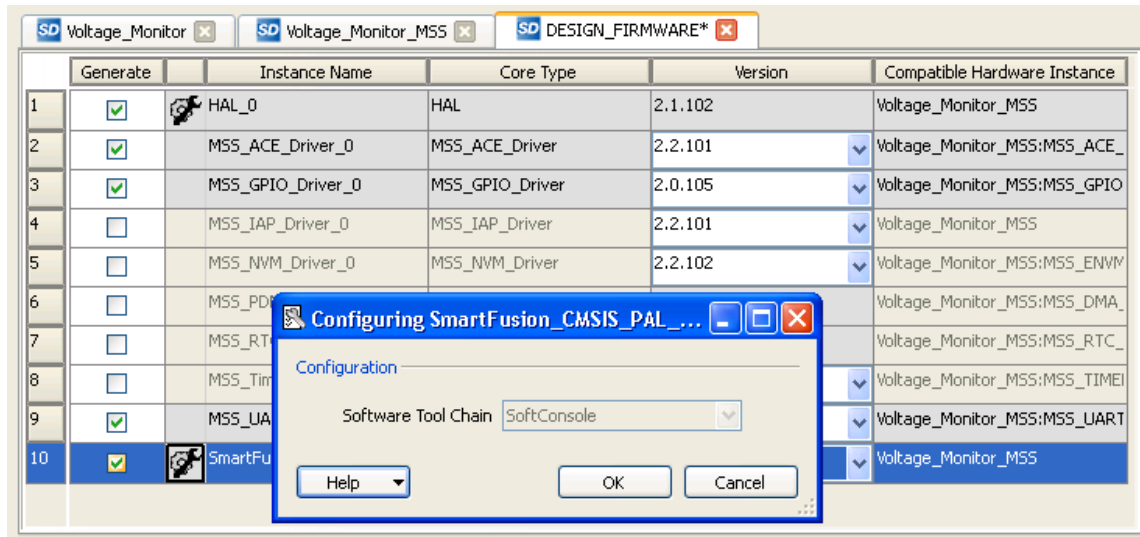 SD Voltage_Monitor SD Voltage_Monitor_MSS SD DESIGN_FIRMWARE*
Generate Instance Name Core Type Version Compatible Hardware Instance
1 HAL_0 HAL 2.1.102 Voltage_Monitor_MSS
2 MSS_ACE_Driver_0 MSS_ACE_Driver 2.2.101 Voltage_Monitor_MSS:MSS_ACE_
3 MSS_GPIO_Driver_0 MSS_GPIO_Driver 2.0.105 Voltage_Monitor_MSS:MSS_GPIO
4 MSS_IAP_Driver_0 MSS_IAP_Driver 2.2.101 Voltage_Monitor_MSS
5 MSS_NVM_Driver_0 MSS_NVM_Driver 2.2.102 Voltage_Monitor_MSS:MSS_ENVM
6 MSS_PD Voltage_Monitor_MSS:MSS_DMA_
Configuring SmartFusion_CMSIS_PAL_...
7 MSS_RT Voltage_Monitor_MSS:MSS_RTC_
Configuration
8 MSS_Tim Voltage_Monitor_MSS:MSS_TIME
9 MSS_UA Software Tool Chain SoftConsole Voltage_Monitor_MSS:MSS_UART
10 SmartFu Voltage_Monitor_MSS
Help OK Cancel